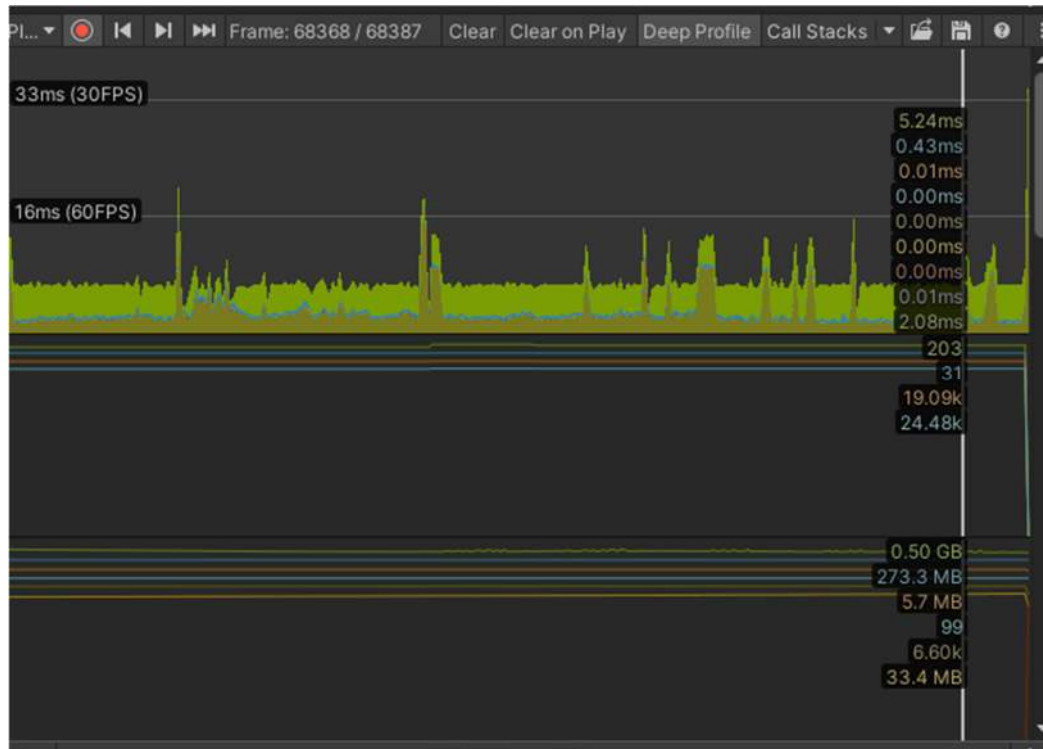 Pl... Frame: 68368 / 68387 Clear Clear on Play Deep Profile Call Stacks
33ms (30FPS)
5.24ms
0.43ms
0.01ms
0.00ms
16ms (60FPS)
0.00ms
0.00ms
0.00ms
0.01ms
2.08ms
203
31
19.09k
24.48k
0.50 GB
273.3 MB
5.7 MB
99
6.60k
33.4 MB